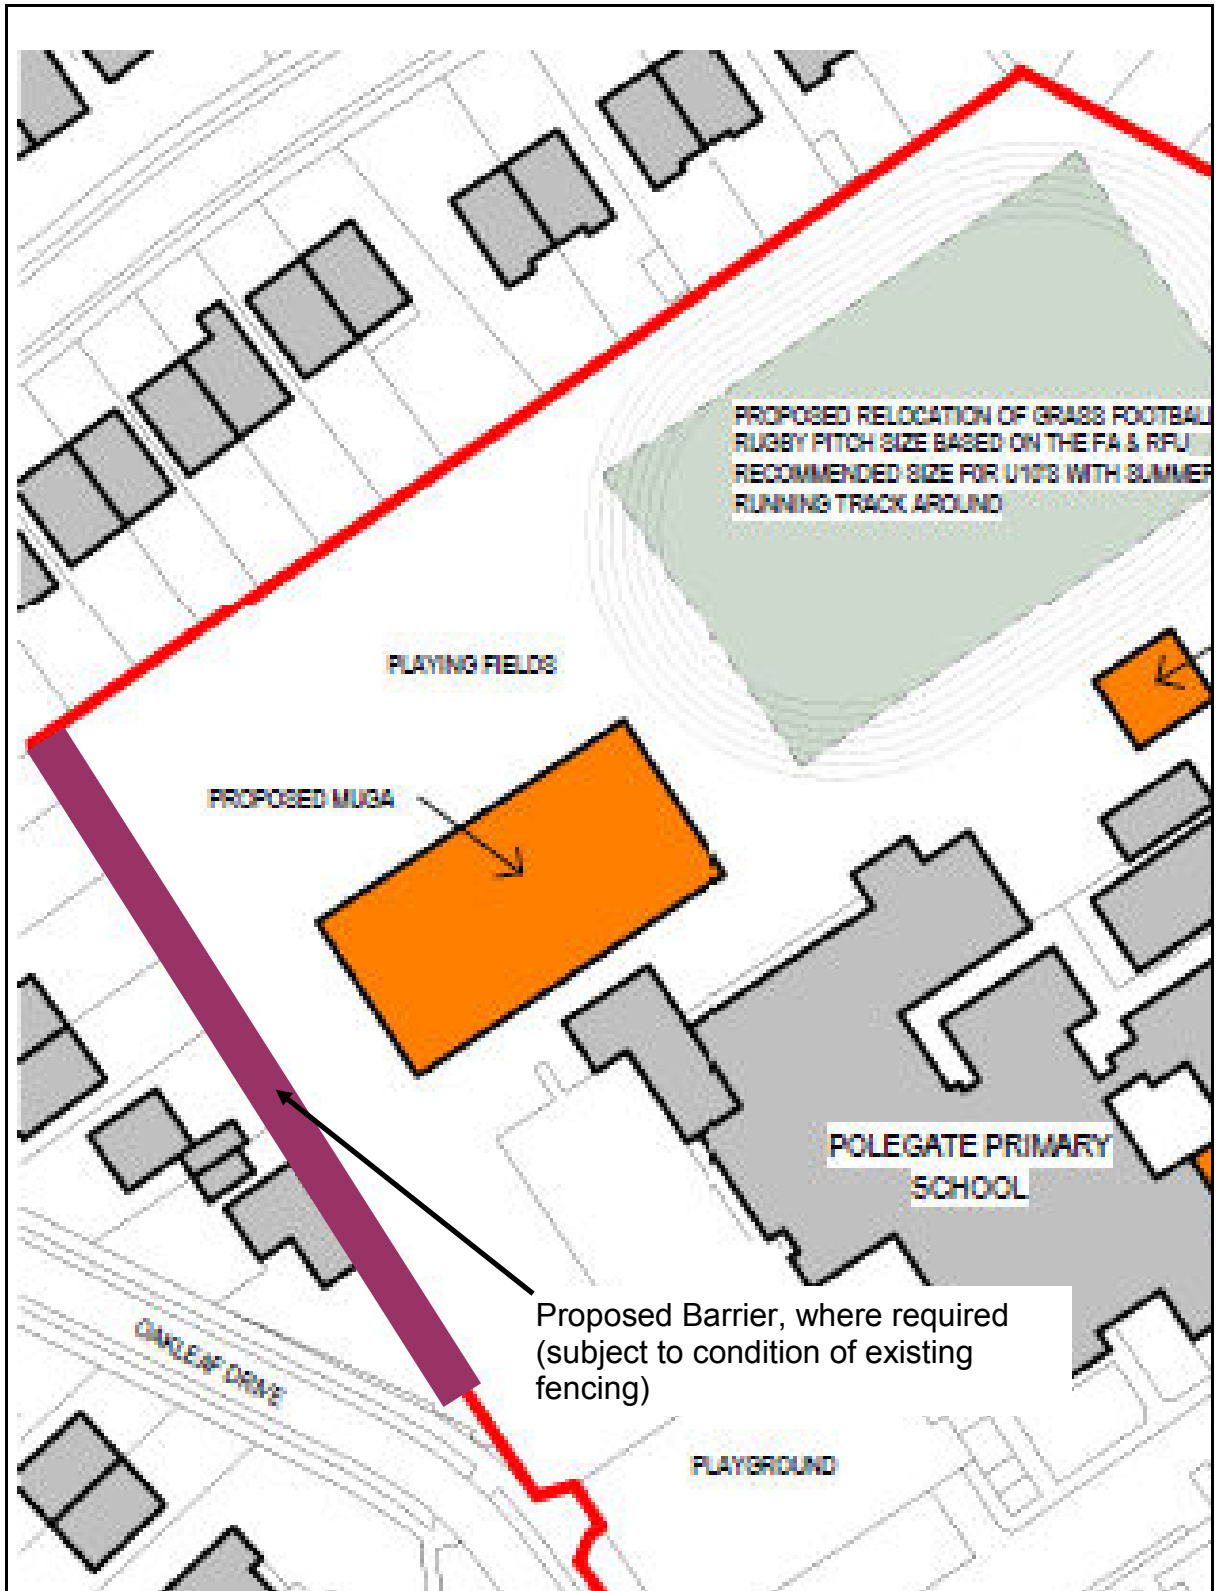 PROPOSED RELOCATION OF GRASS FOOTBALL
RUGBY PITCH SIZE BASED ON THE FA & RFU
RECOMMENDED SIZE FOR U10'S WITH SUMMER
RUNNING TRACK AROUND
PLAYING FIELDS
PROPOSED MUGA
POLEGATE PRIMARY
SCHOOL
Proposed Barrier, where required
(subject to condition of existing
fencing)
OAKLEAF DRIVE
PLAYGROUND